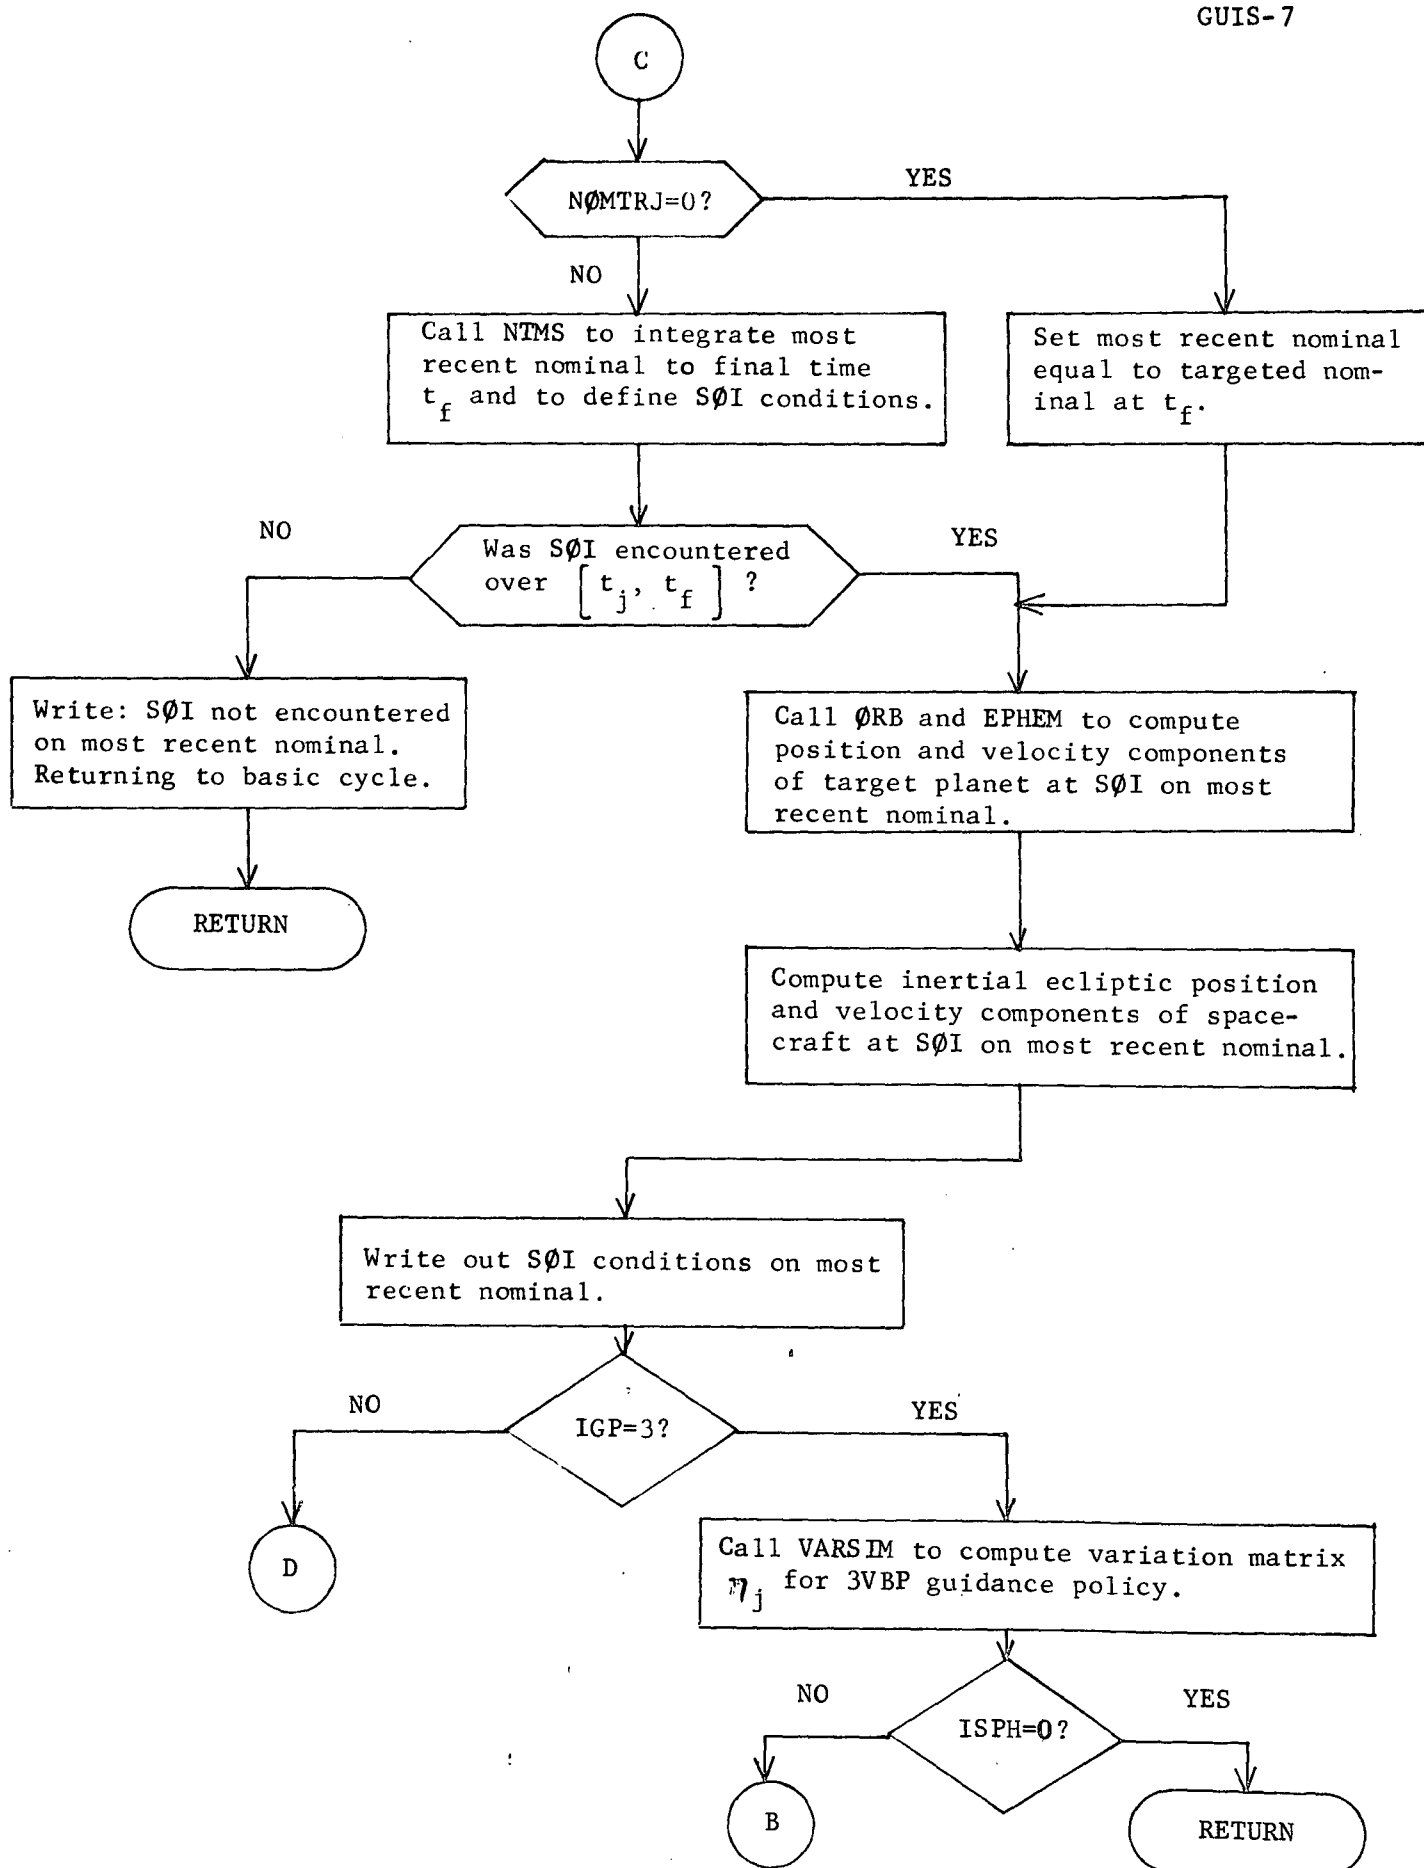 GUIS-7
C
NØMTRJ=0?
YES
NO
Call NTMS to integrate most
recent nominal to final time
t_f and to define SØI conditions.
Set most recent nominal
equal to targeted nom-
inal at t_f.
NO
Was SØI encountered
over [t_j, t_f] ?
YES
Write: SØI not encountered
on most recent nominal.
Returning to basic cycle.
RETURN
Call ØRB and EPHEM to compute
position and velocity components
of target planet at SØI on most
recent nominal.
Compute inertial ecliptic position
and velocity components of space-
craft at SØI on most recent nominal.
Write out SØI conditions on most
recent nominal.
NO
IGP=3?
YES
D
Call VARSIM to compute variation matrix
η_j for 3VBP guidance policy.
NO
ISPH=0?
YES
B
RETURN